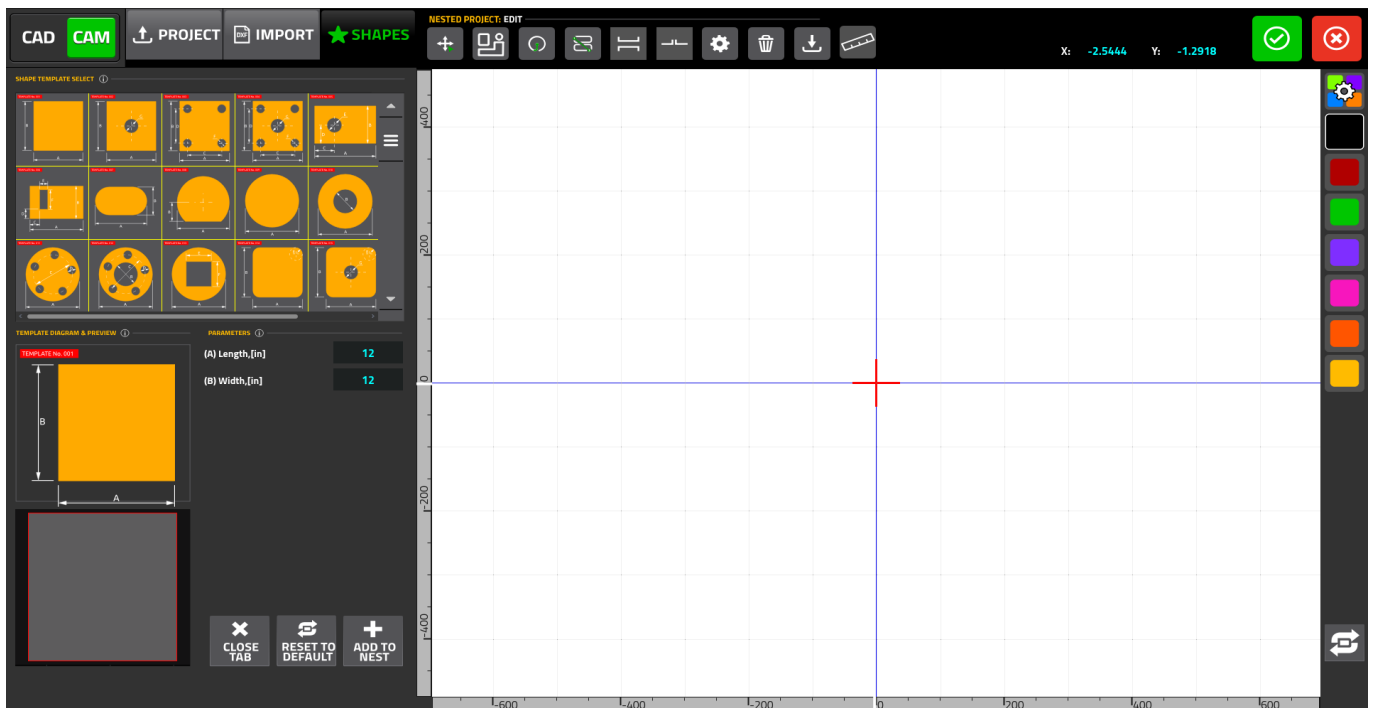 CAD CAM PROJECT IMPORT SHAPES
DXF
NESTED PROJECT: EDIT
X: -2.5444 Y: -1.2918
SHAPE TEMPLATE SELECT
TEMPLATE DIAGRAM & PREVIEW
TEMPLATE No. 001
B
A
PARAMETERS
(A) Length,[in] 12
(B) Width,[in] 12
CLOSE TAB
RESET TO DEFAULT
ADD TO NEST
400
200
0
-200
-400
-600 -400 -200 0 200 400 600